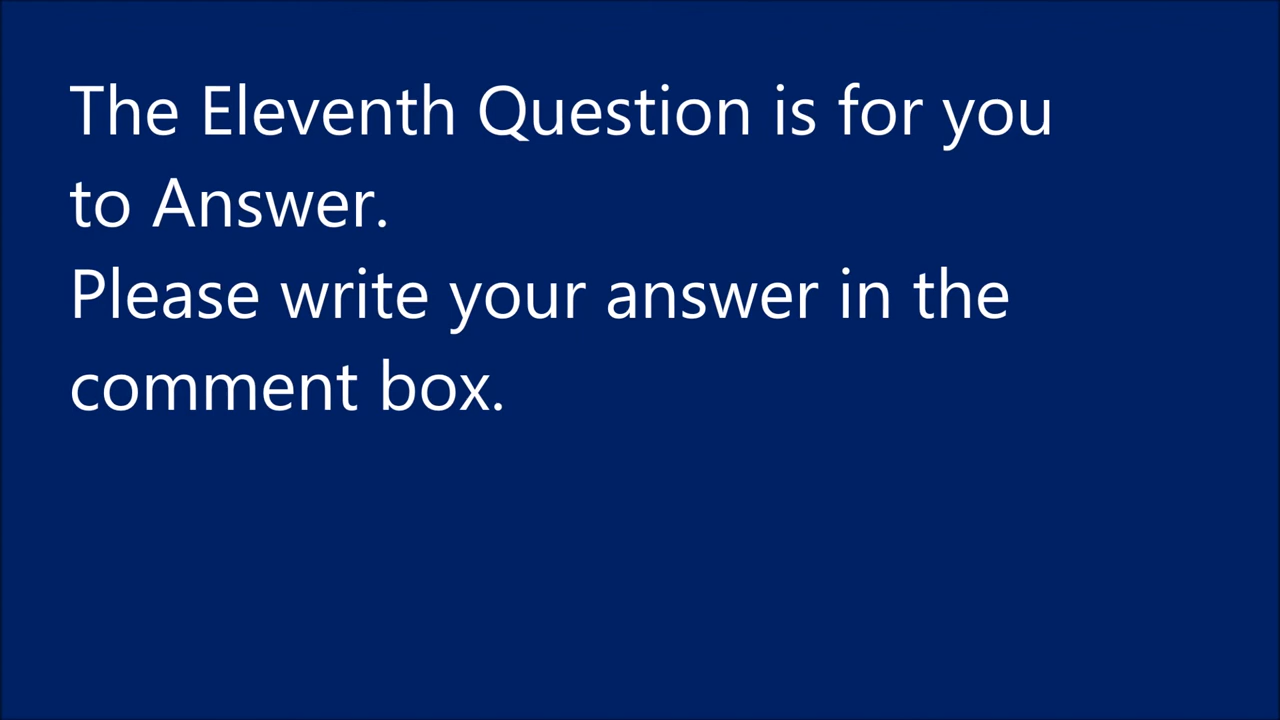 The Eleventh Question is for you
to Answer.
Please write your answer in the
comment box.